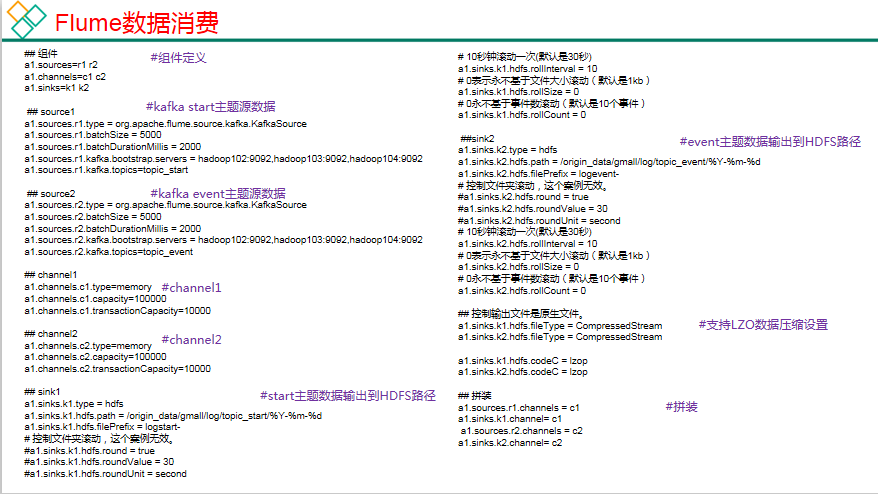 Flume数据消费
## 组件
#组件定义
a1.sources=r1 r2
a1.channels=c1 c2
a1.sinks=k1 k2
#kafka start主题源数据
## source1
a1.sources.r1.type = org.apache.flume.source.kafka.KafkaSource
a1.sources.r1.batchSize = 5000
a1.sources.r1.batchDurationMillis = 2000
a1.sources.r1.kafka.bootstrap.servers = hadoop102:9092,hadoop103:9092,hadoop104:9092
a1.sources.r1.kafka.topics=topic_start
## source2
#kafka event主题源数据
a1.sources.r2.type = org.apache.flume.source.kafka.KafkaSource
a1.sources.r2.batchSize = 5000
a1.sources.r2.batchDurationMillis = 2000
a1.sources.r2.kafka.bootstrap.servers = hadoop102:9092,hadoop103:9092,hadoop104:9092
a1.sources.r2.kafka.topics=topic_event
## channel1
a1.channels.c1.type=memory
#channel1
a1.channels.c1.capacity=100000
a1.channels.c1.transactionCapacity=10000
## channel2
a1.channels.c2.type=memory
#channel2
a1.channels.c2.capacity=100000
a1.channels.c2.transactionCapacity=10000
## sink1
#start主题数据输出到HDFS路径
a1.sinks.k1.type = hdfs
a1.sinks.k1.hdfs.path = /origin_data/gmall/log/topic_start/%Y-%m-%d
a1.sinks.k1.hdfs.filePrefix = logstart-
# 控制文件夹滚动，这个案例无效。
#a1.sinks.k1.hdfs.round = true
#a1.sinks.k1.hdfs.roundValue = 30
#a1.sinks.k1.hdfs.roundUnit = second
# 10秒钟滚动一次(默认是30秒)
a1.sinks.k1.hdfs.rollInterval = 10
# 0表示永不基于文件大小滚动（默认是1kb）
a1.sinks.k1.hdfs.rollSize = 0
# 0永不基于事件数滚动（默认是10个事件）
a1.sinks.k1.hdfs.rollCount = 0
##sink2
#event主题数据输出到HDFS路径
a1.sinks.k2.type = hdfs
a1.sinks.k2.hdfs.path = /origin_data/gmall/log/topic_event/%Y-%m-%d
a1.sinks.k2.hdfs.filePrefix = logevent-
# 控制文件夹滚动，这个案例无效。
#a1.sinks.k2.hdfs.round = true
#a1.sinks.k2.hdfs.roundValue = 30
#a1.sinks.k2.hdfs.roundUnit = second
# 10秒钟滚动一次(默认是30秒)
a1.sinks.k2.hdfs.rollInterval = 10
# 0表示永不基于文件大小滚动（默认是1kb）
a1.sinks.k2.hdfs.rollSize = 0
# 0永不基于事件数滚动（默认是10个事件）
a1.sinks.k2.hdfs.rollCount = 0
## 控制输出文件是原生文件。
a1.sinks.k1.hdfs.fileType = CompressedStream
#支持LZO数据压缩设置
a1.sinks.k2.hdfs.fileType = CompressedStream
a1.sinks.k1.hdfs.codeC = lzop
a1.sinks.k2.hdfs.codeC = lzop
## 拼装
a1.sources.r1.channels = c1
#拼装
a1.sinks.k1.channel= c1
a1.sources.r2.channels = c2
a1.sinks.k2.channel= c2